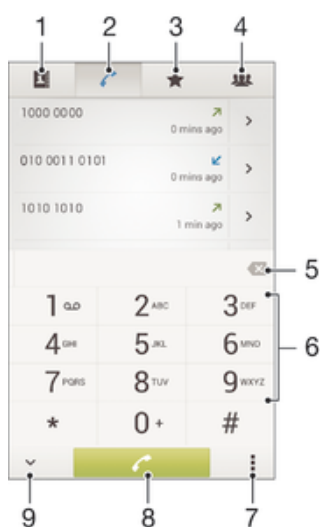 1 2 3 4
1000 0000
0 mins ago
010 0011 0101
0 mins ago
1010 1010
1 min ago
5
1 2 ABC 3 DEF
4 GHI 5 JKL 6 MNO
6
7 PQRS 8 TUV 9 WXYZ
* 0 + #
9 8 7